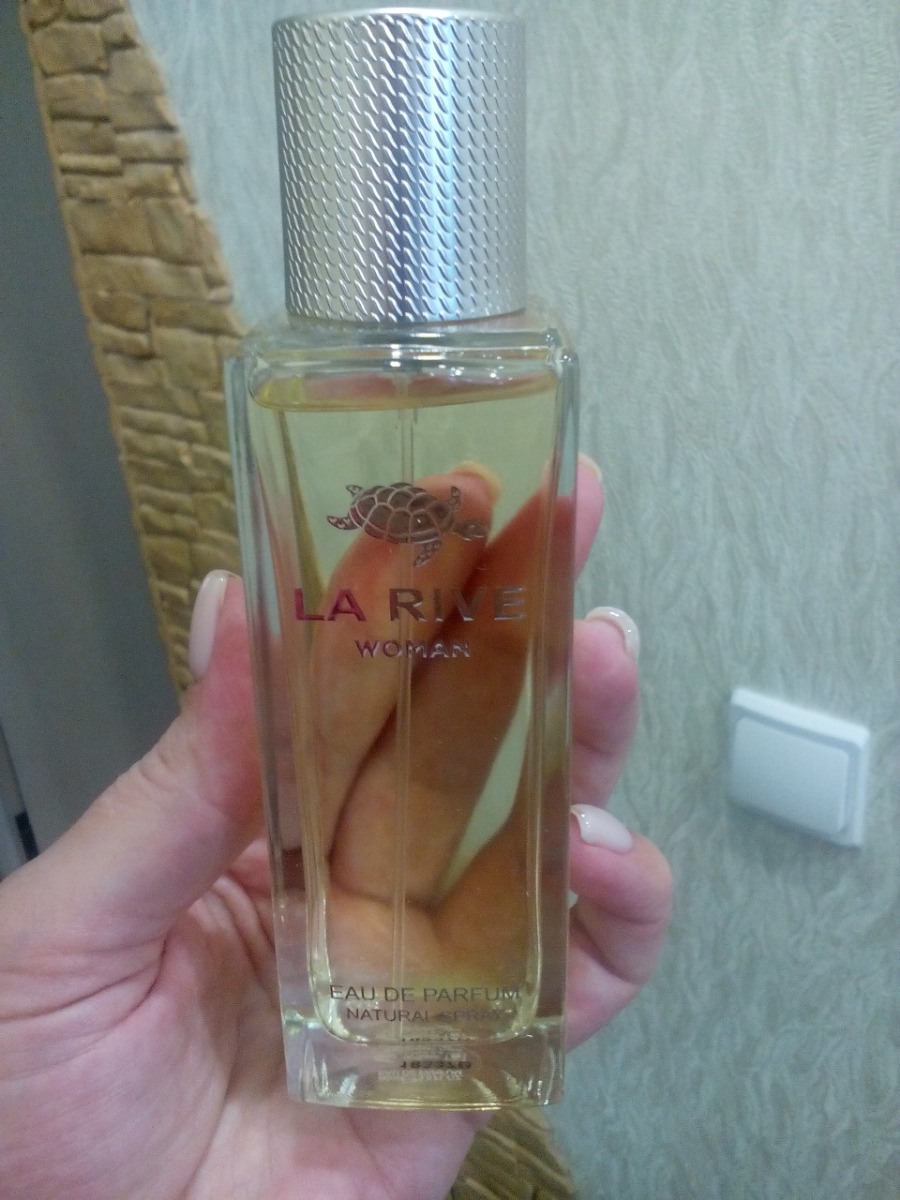 LA RIVE
WOMAN
EAU DE PARFUM
NATURAL SPRAY